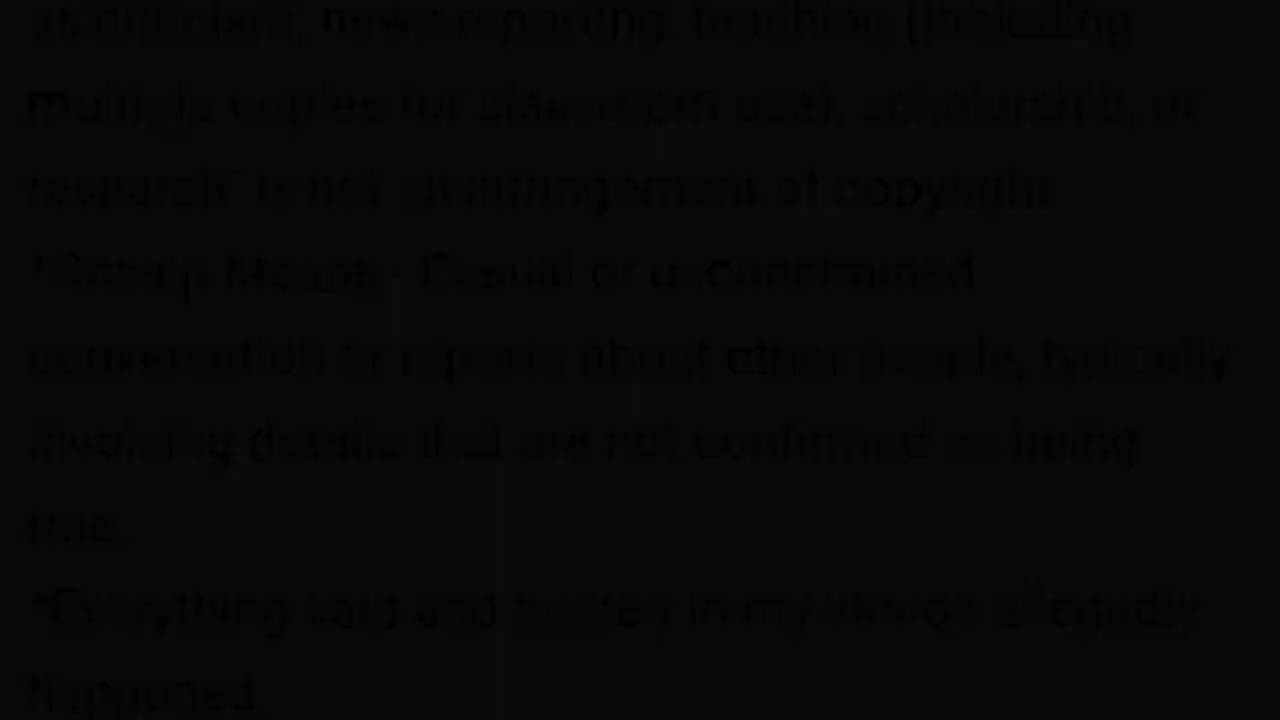 as criticism, news reporting, teaching (including
multiple copies for classroom use), scholarship, or
research" is not an infringement of copyright
*Gossip Means - Casual or unconstrained
conversation or reports about other people, typically
involving details that are not confirmed as being
true.
*Everything said and posted in my videos allegedly
happened.